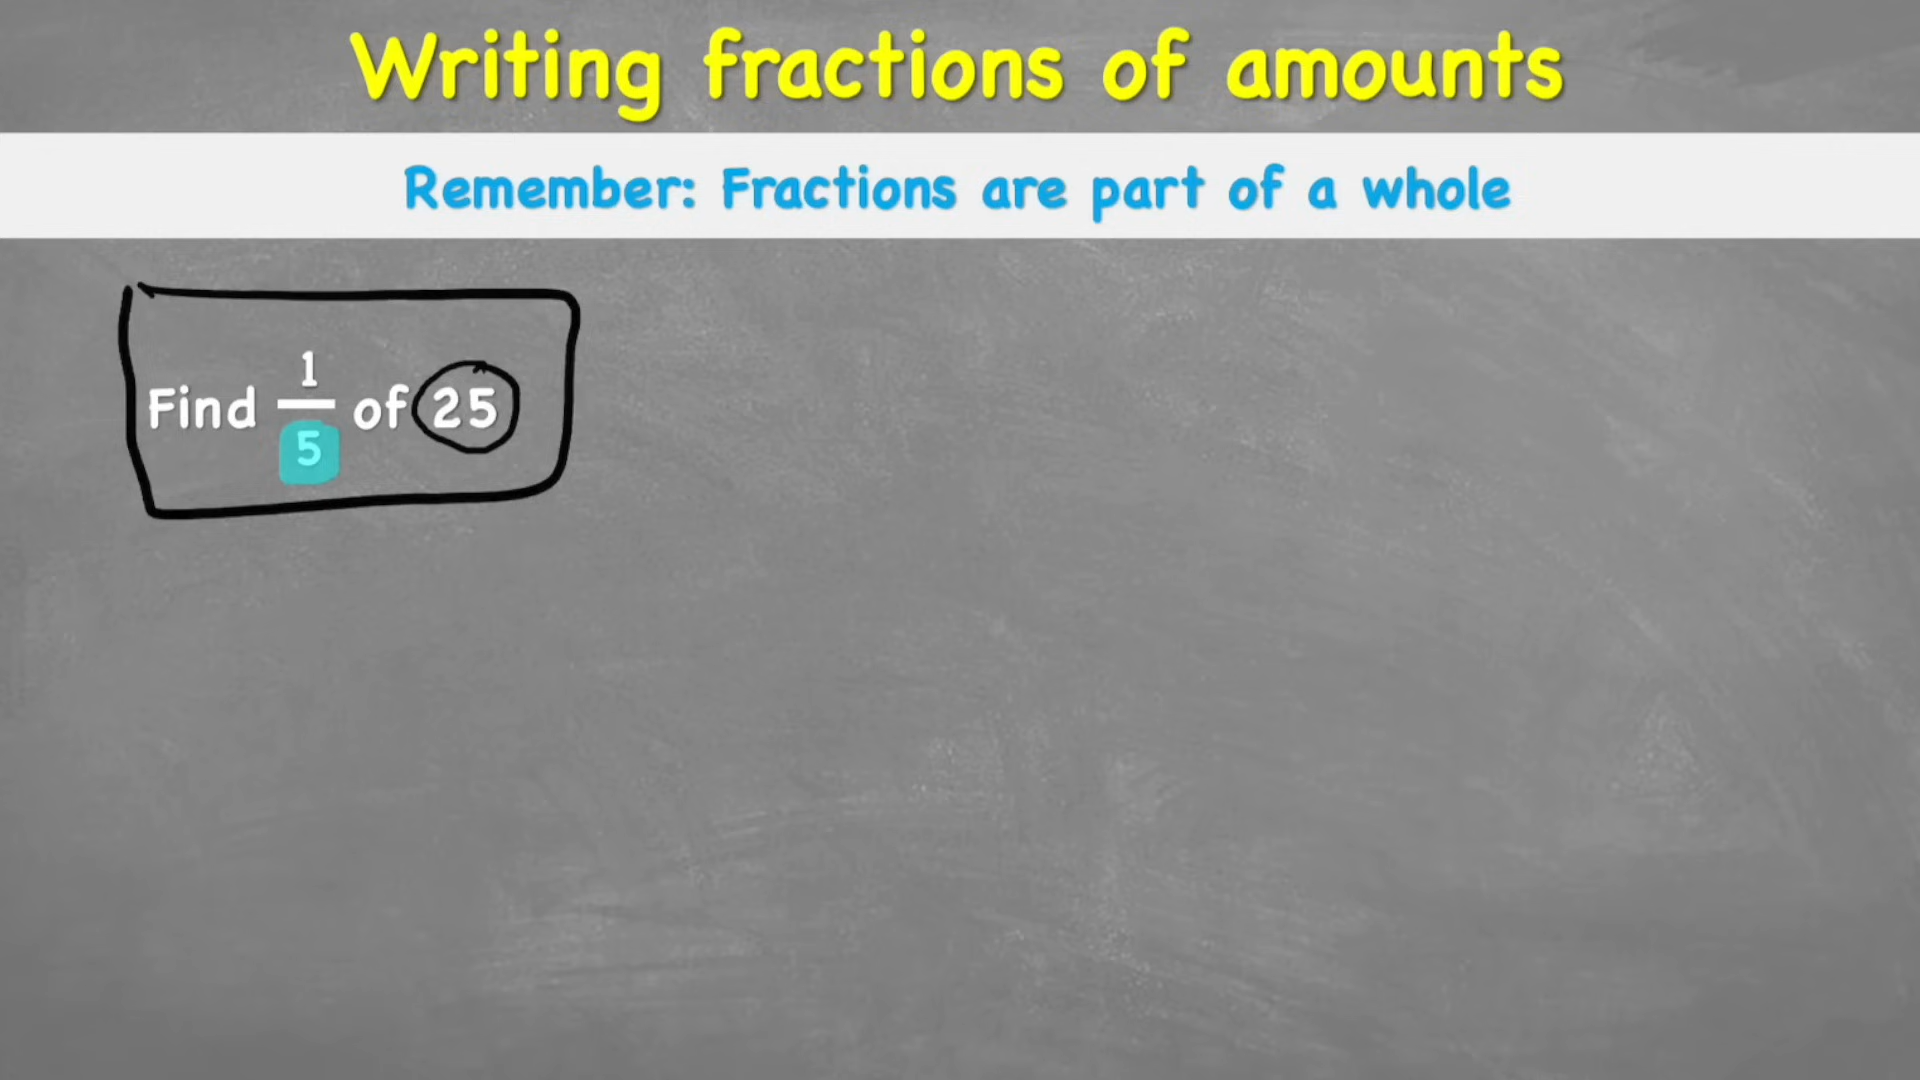 Writing fractions of amounts
Remember: Fractions are part of a whole
Find 1/5 of 25